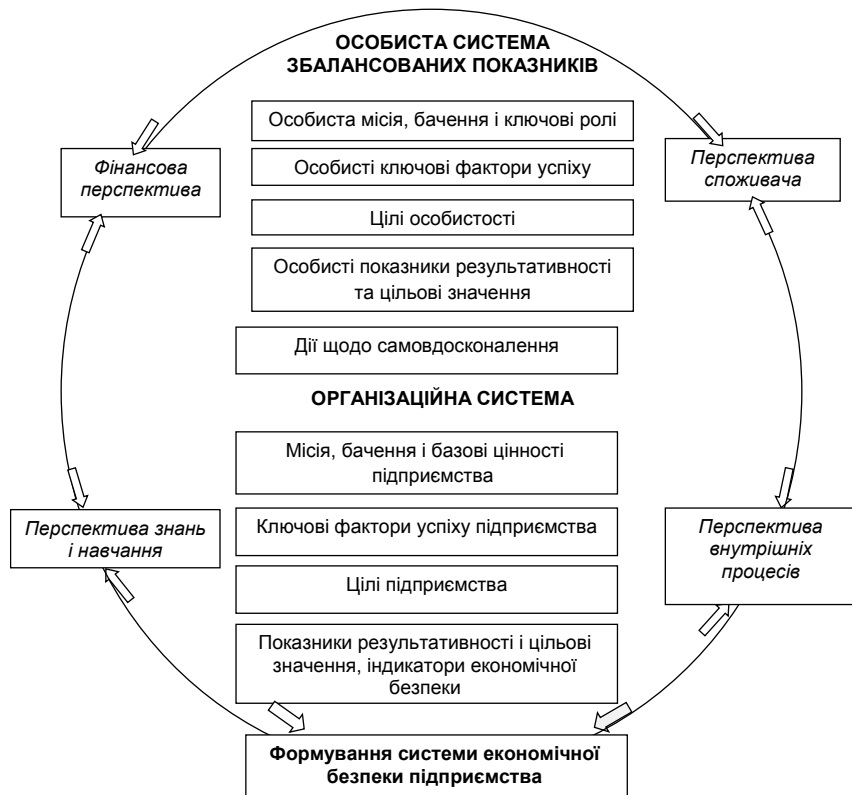 ОСОБИСТА СИСТЕМА
ЗБАЛАНСОВАНИХ ПОКАЗНИКІВ
Особиста місія, бачення і ключові ролі
Фінансова
перспектива
Особисті ключові фактори успіху
Перспектива
споживача
Цілі особистості
Особисті показники результативності
та цільові значення
Дії щодо самовдосконалення
ОРГАНІЗАЦІЙНА СИСТЕМА
Місія, бачення і базові цінності
підприємства
Перспектива знань
і навчання
Ключові фактори успіху підприємства
Перспектива
внутрішніх
процесів
Цілі підприємства
Показники результативності і цільові
значення, індикатори економічної
безпеки
Формування системи економічної
безпеки підприємства